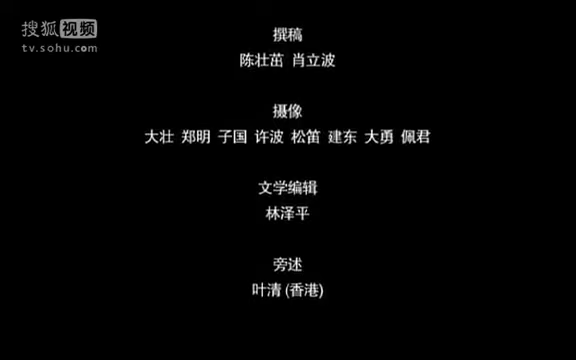 搜狐视频
tv.sohu.com
撰稿
陈壮茁 肖立波
摄像
大壮 郑明 子国 许波 松笛 建东 大勇 佩君
文学编辑
林泽平
旁述
叶清(香港)